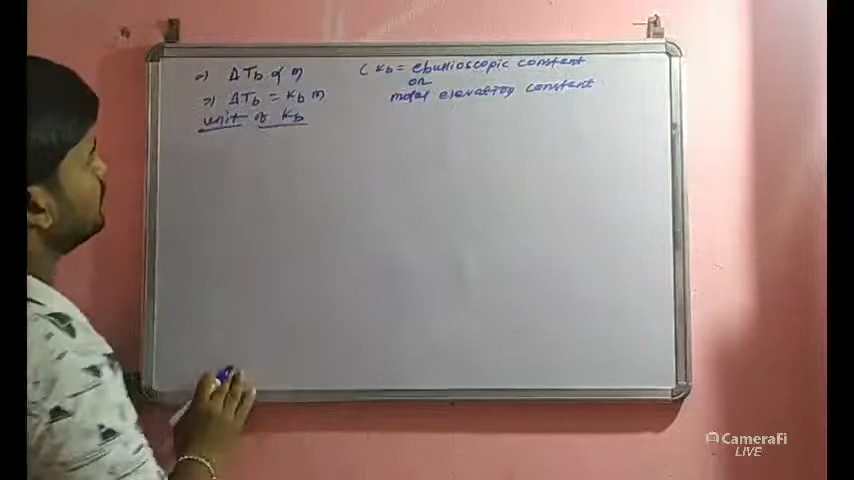 =) ΔTb α m
=) ΔTb = Kb m
( Kb = ebullioscopic constant
or
molal elevation constant
unit of Kb
CameraFi
LIVE